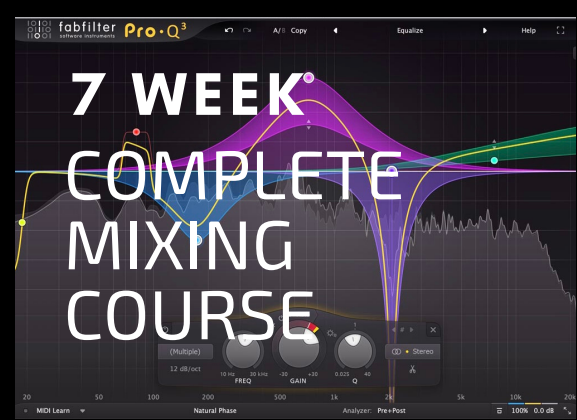 fabfilter Pro·Q³
software instruments
A/B Copy
Equalize
Help
7 WEEK
COMPLETE
MIXING
COURSE
(Multiple)
12 dB/oct
10 Hz 30 kHz
FREQ
-30 +30
GAIN
0.025 40
Q
Stereo
20 50 100 200 500 1k 2k 5k 10k 20k
MIDI Learn
Natural Phase
Analyzer: Pre+Post
100% 0.0 dB